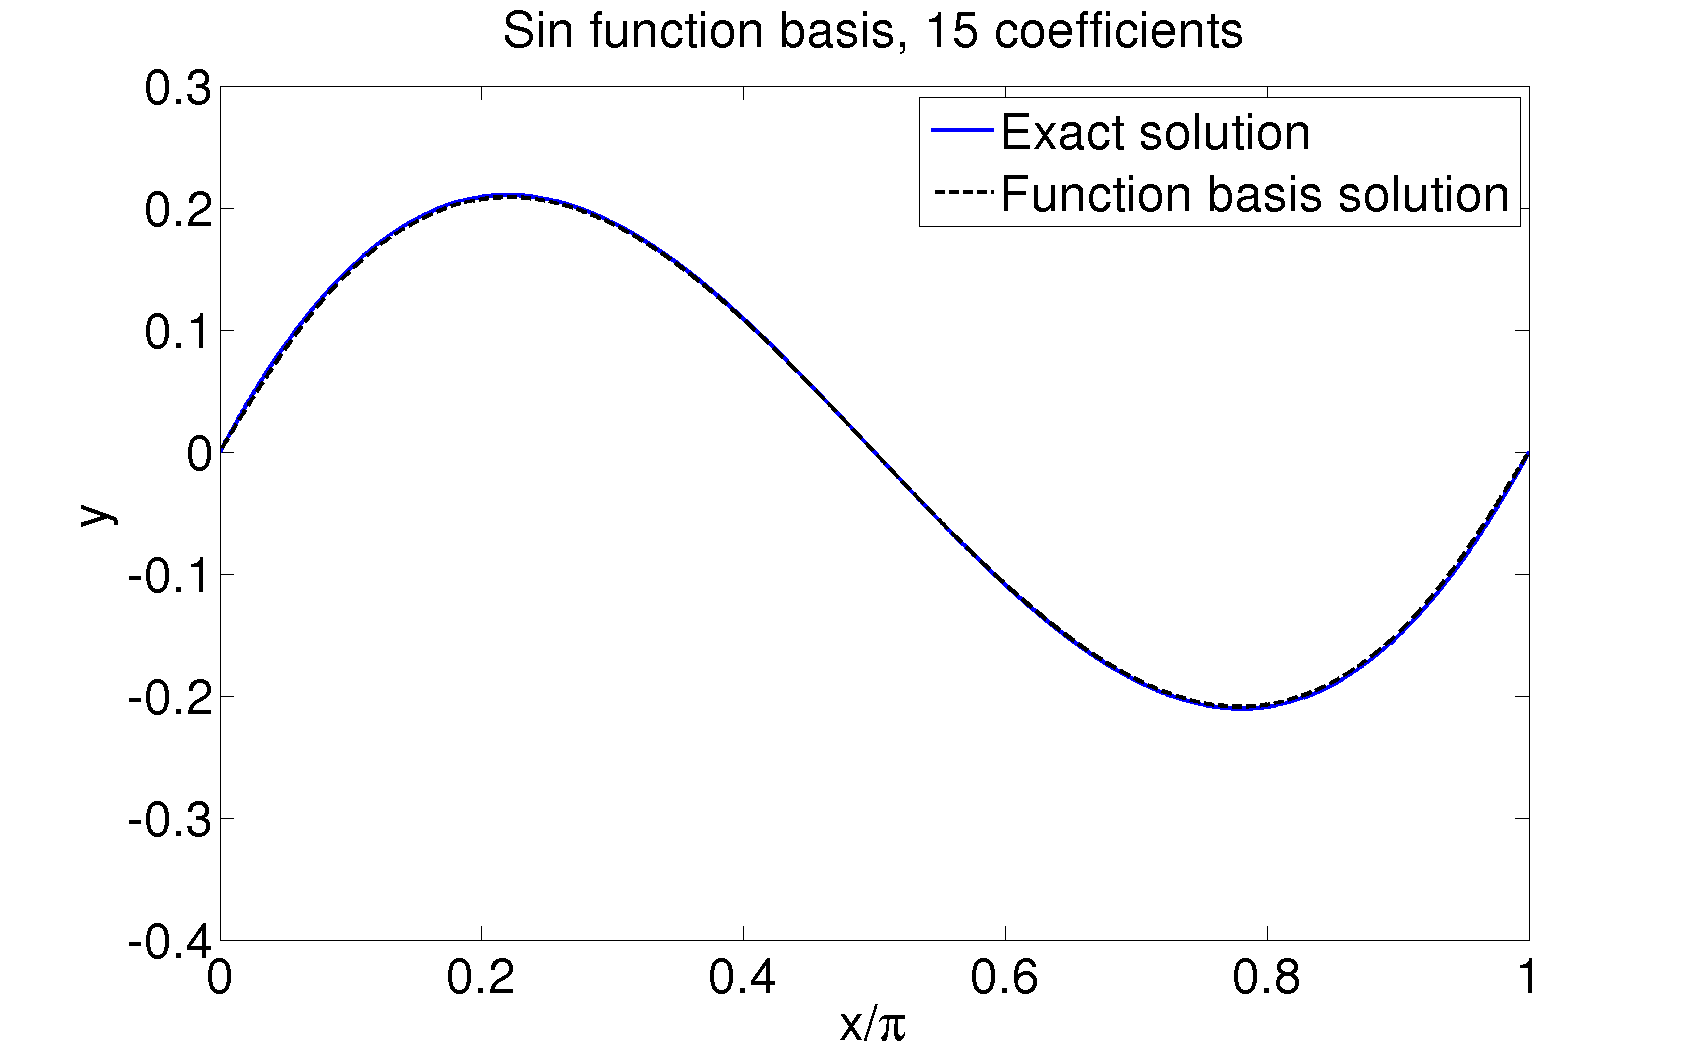 Sin function basis, 15 coefficients
Exact solution
Function basis solution
0.3
0.2
0.1
0
-0.1
-0.2
-0.3
-0.4
y
0 0.2 0.4 0.6 0.8 1
x/π